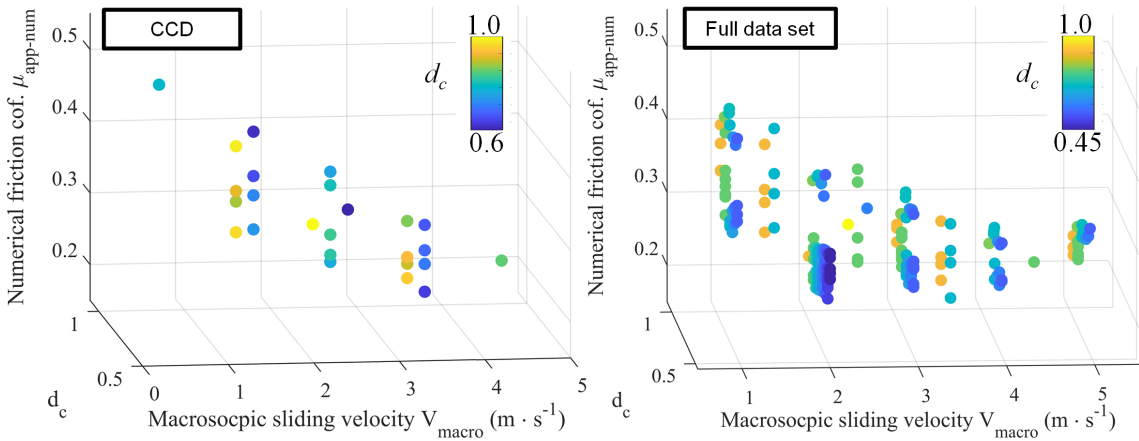 CCD
1.0
d_c
0.6
Numerical friction cof. μ_app-num
0.5
0.4
0.3
0.2
1
0.5
d_c
0
1
2
3
4
5
Macrosocpic sliding velocity V_macro (m · s^-1)
Full data set
1.0
d_c
0.45
Numerical friction cof. μ_app-num
0.5
0.4
0.3
0.2
1
0.5
d_c
1
2
3
4
5
Macrosocpic sliding velocity V_macro (m · s^-1)